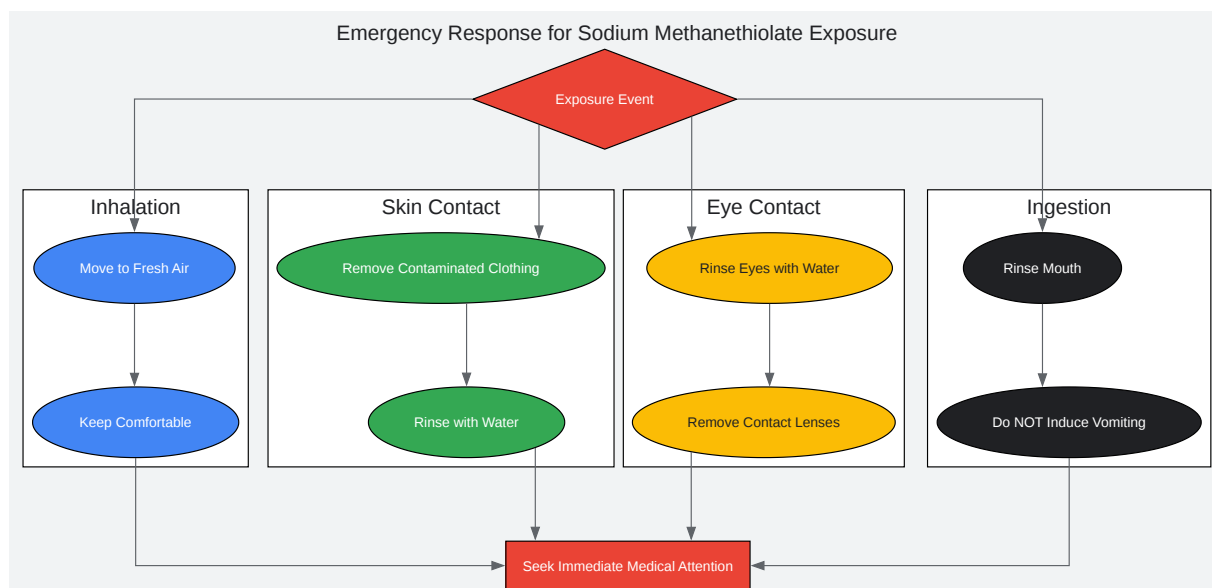 Emergency Response for Sodium Methanethiolate Exposure
Exposure Event
Inhalation
Skin Contact
Eye Contact
Ingestion
Move to Fresh Air
Remove Contaminated Clothing
Rinse Eyes with Water
Rinse Mouth
Keep Comfortable
Rinse with Water
Remove Contact Lenses
Do NOT Induce Vomiting
Seek Immediate Medical Attention